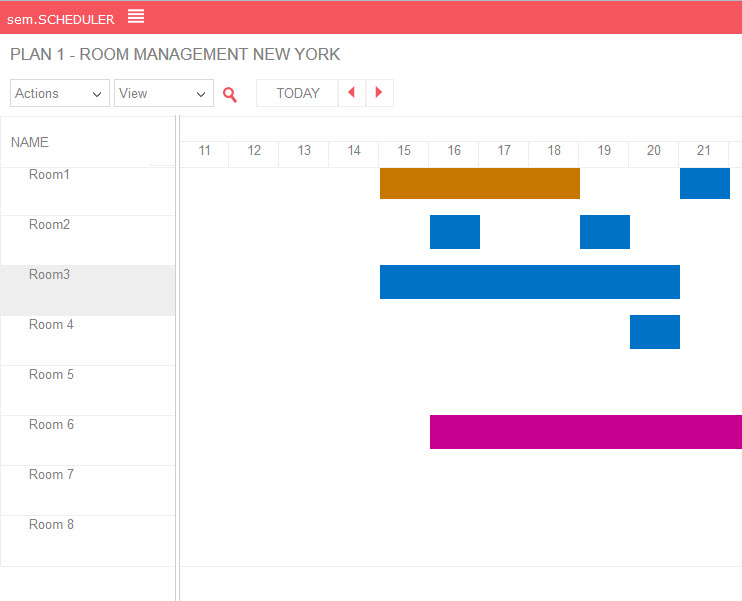 sem.SCHEDULER
PLAN 1 - ROOM MANAGEMENT NEW YORK
Actions View TODAY
NAME
11 12 13 14 15 16 17 18 19 20 21
Room1
Room2
Room3
Room 4
Room 5
Room 6
Room 7
Room 8